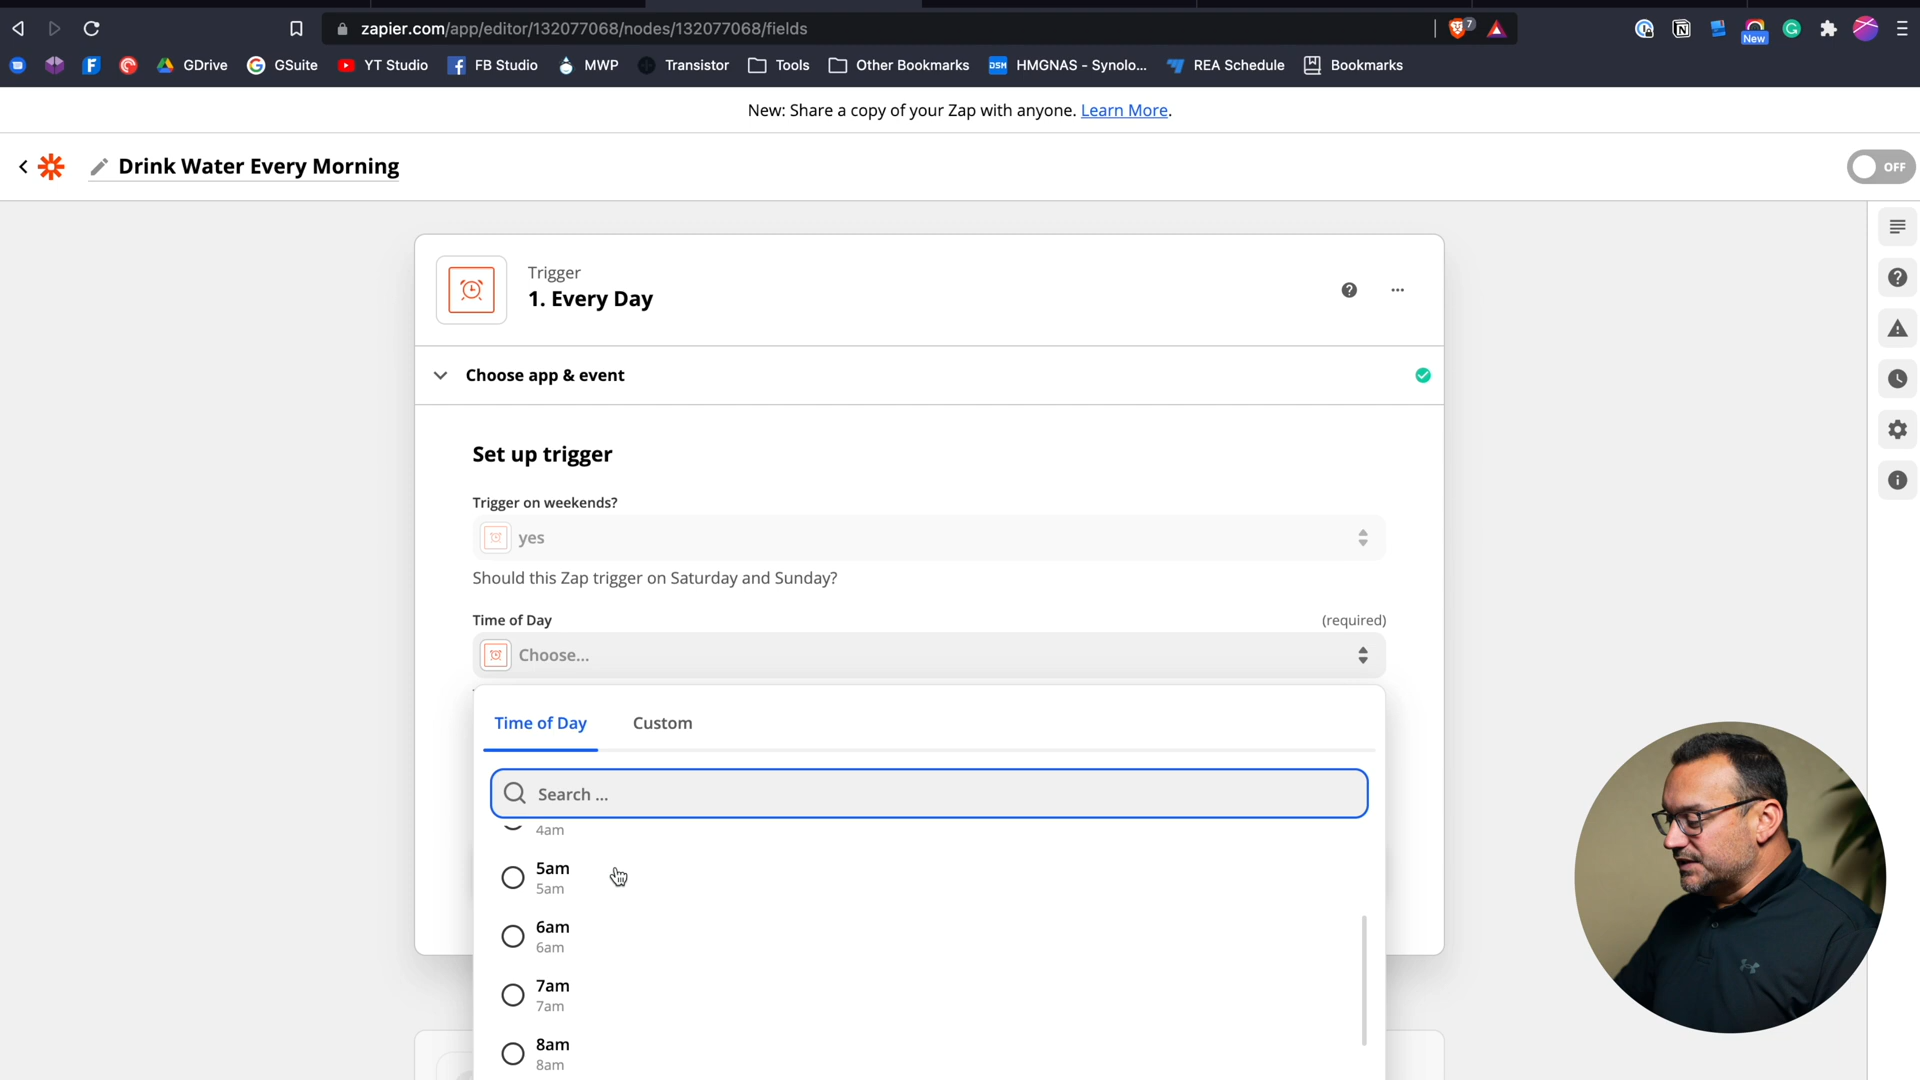 zapier.com/app/editor/132077068/nodes/132077068/fields
7
New
GDrive
GSuite
YT Studio
FB Studio
MWP
Transistor
Tools
Other Bookmarks
DSM
HMGNAS - Synolo...
REA Schedule
Bookmarks
New: Share a copy of your Zap with anyone. Learn More.
Drink Water Every Morning
OFF
Trigger
1. Every Day
Choose app & event
Set up trigger
Trigger on weekends?
yes
Should this Zap trigger on Saturday and Sunday?
Time of Day
(required)
Choose...
Time of Day
Custom
Search ...
4am
5am
5am
6am
6am
7am
7am
8am
8am